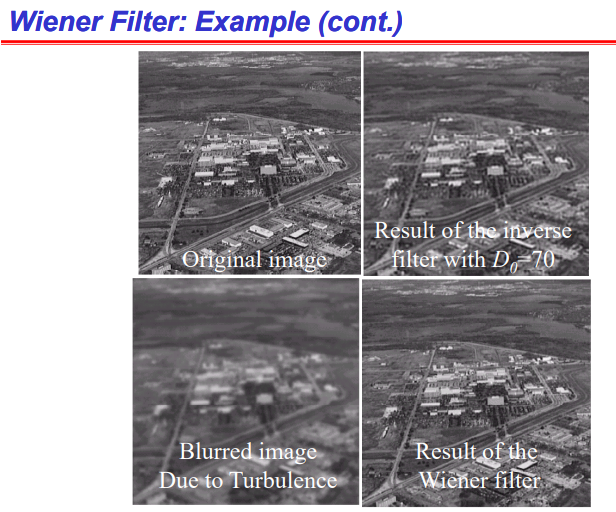 Wiener Filter: Example (cont.)
Original image
Result of the inverse
filter with D₀=70
Blurred image
Due to Turbulence
Result of the
Wiener filter